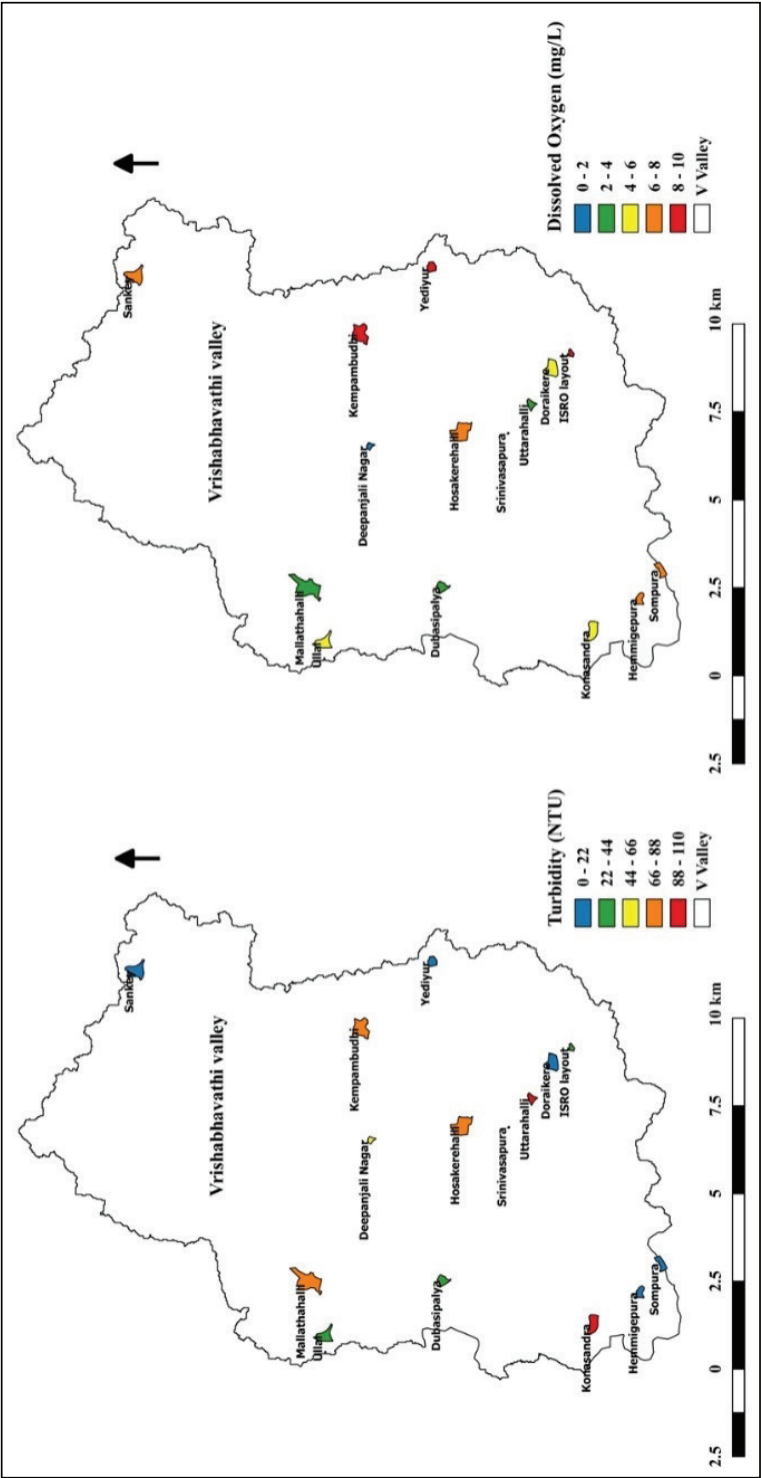 Sankey
Vrishabhavathi valley
Mallathahalli
Ullal
Kempambudhi
Deepanjali Nagar
Yediyur
Dubasipalya
Hosakerehalli
Srinivasapura
Uttarahalli
Doraikere
ISRO layout
Konasandra
Hemmigepura
Sompura
Turbidity (NTU)
0 - 22
22 - 44
44 - 66
66 - 88
88 - 110
V Valley
2.5 0 2.5 5 7.5 10 km
Sankey
Vrishabhavathi valley
Mallathahalli
Ullal
Kempambudhi
Deepanjali Nagar
Yediyur
Dubasipalya
Hosakerehalli
Srinivasapura
Uttarahalli
Doraikere
ISRO layout
Konasandra
Hemmigepura
Sompura
Dissolved Oxygen (mg/L)
0 - 2
2 - 4
4 - 6
6 - 8
8 - 10
V Valley
2.5 0 2.5 5 7.5 10 km